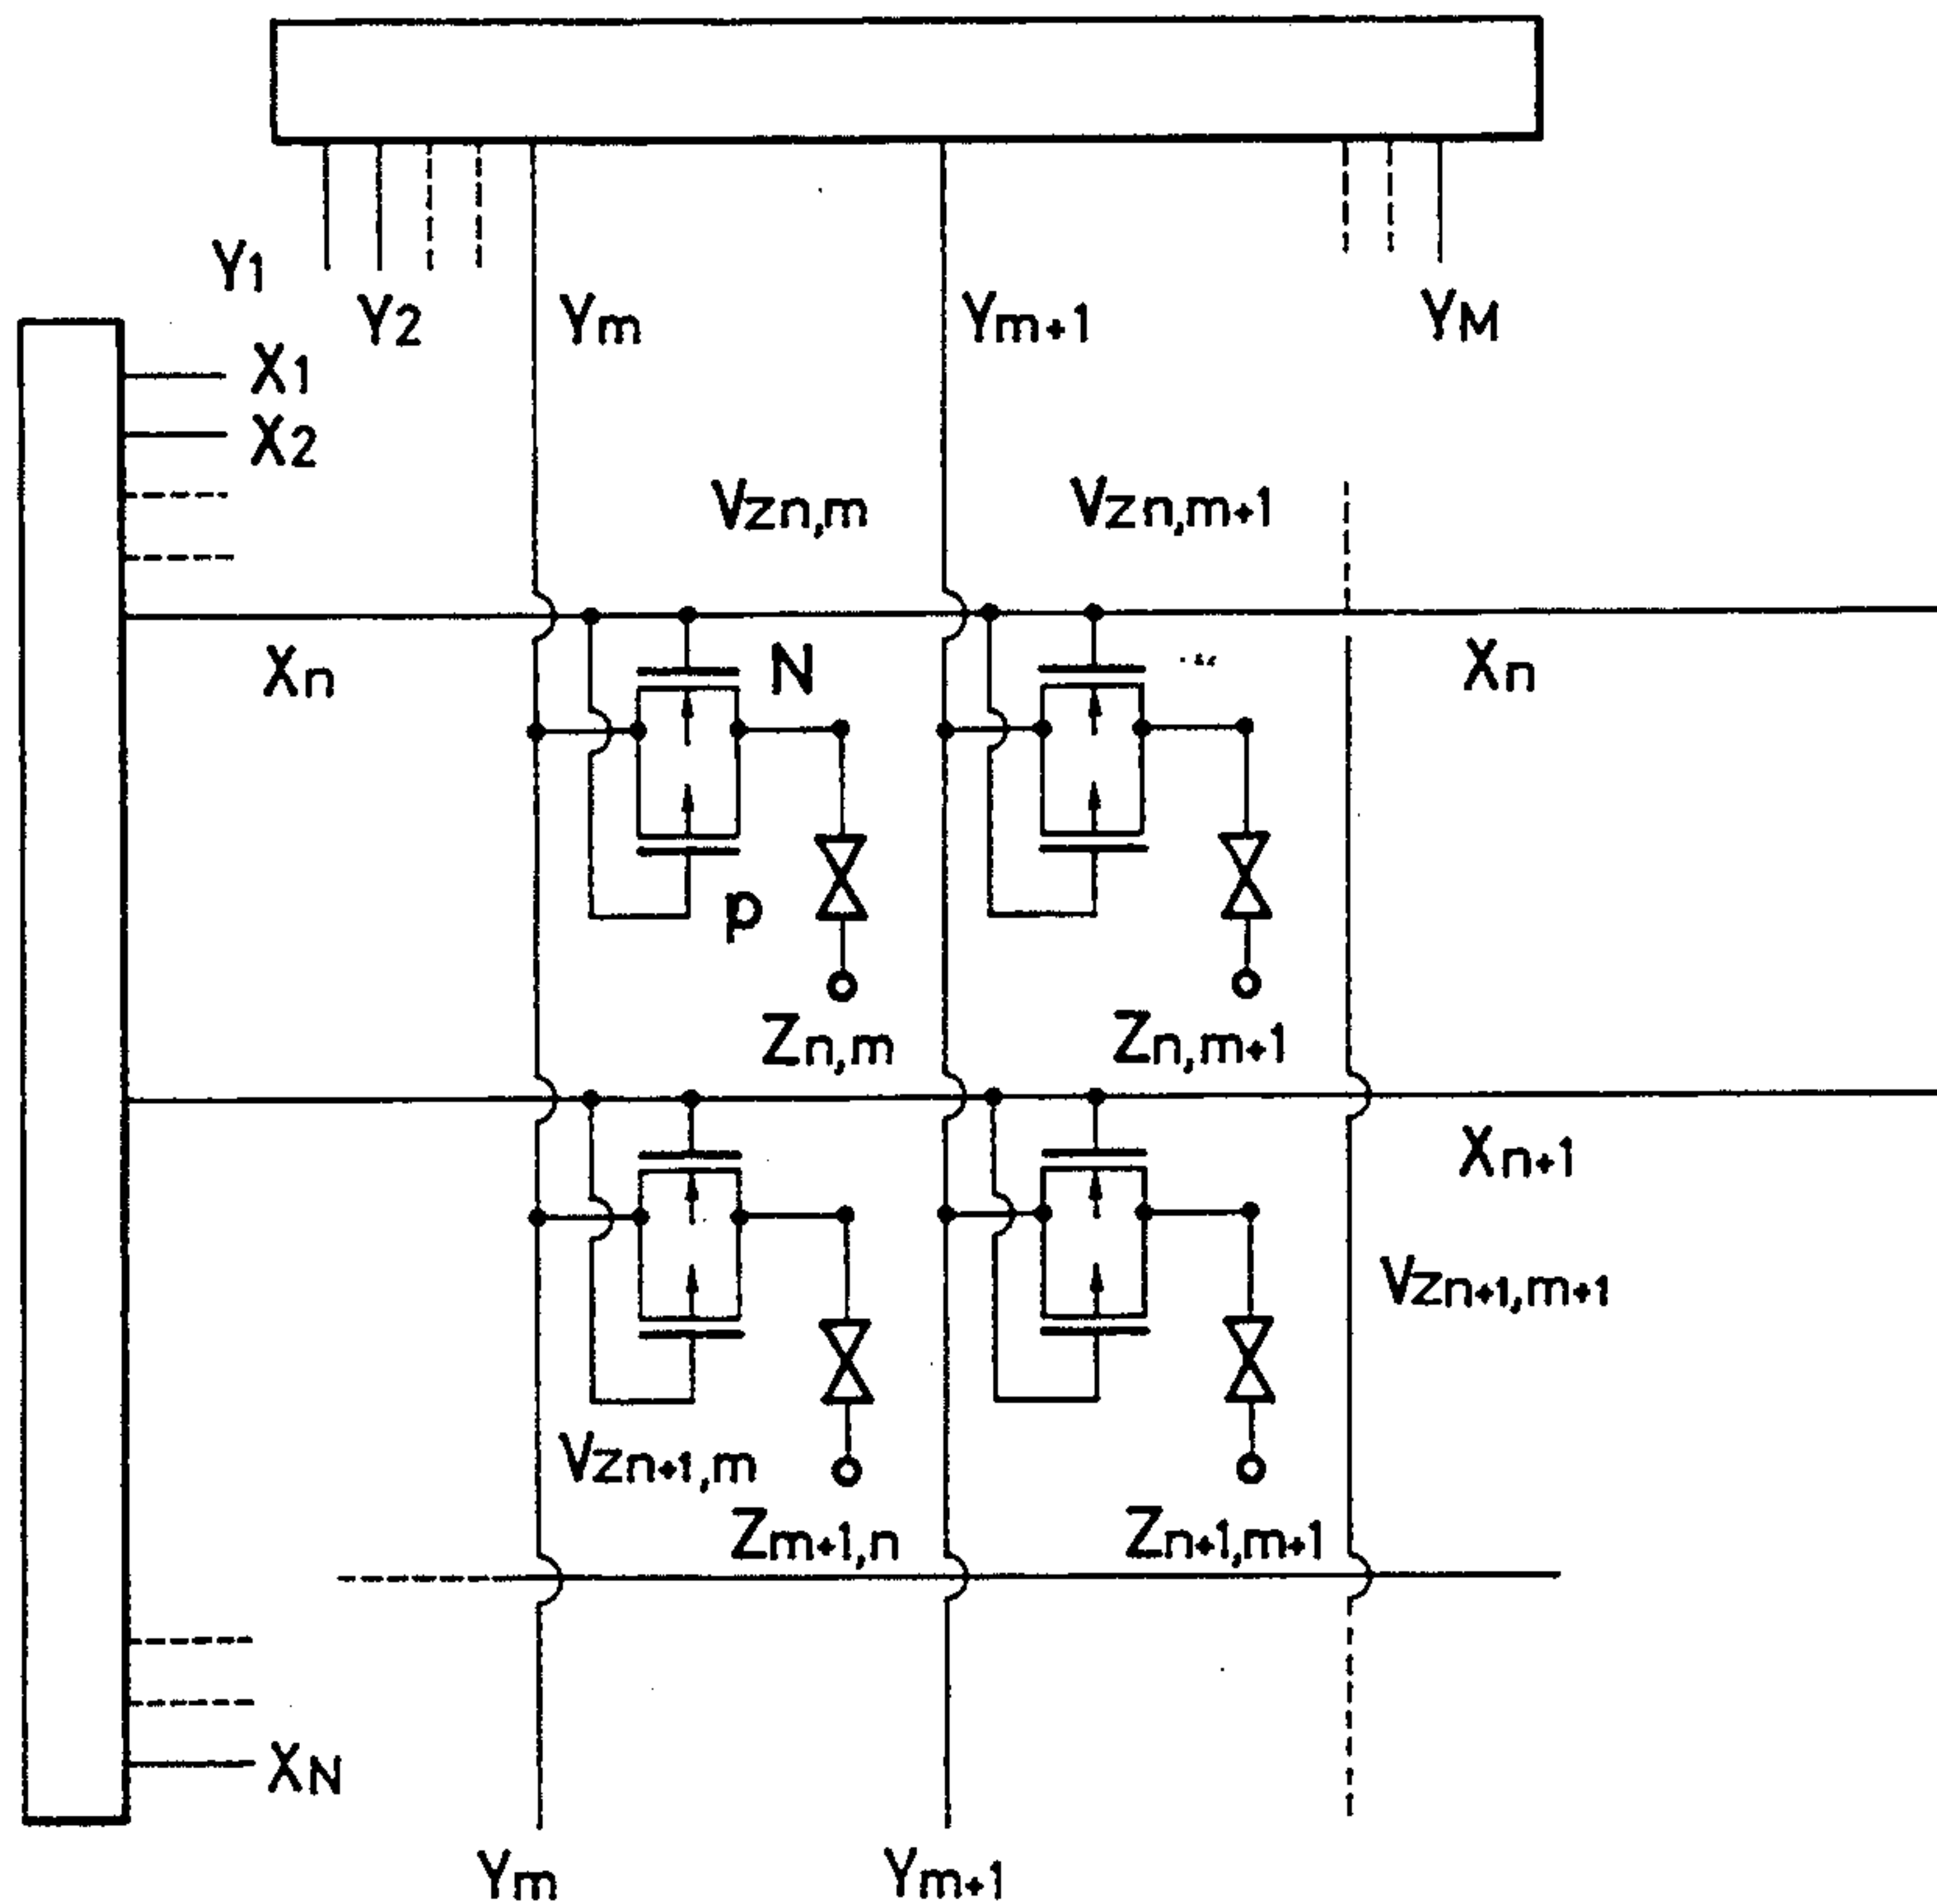 Y1
Y2
Ym
Ym+1
YM
X1
X2
Vzn,m
Vzn,m+1
Xn
N
Xn
p
Zn,m
Zn,m+1
Xn+1
Vzn+1,m+1
Vzn+1,m
Zm+1,n
Zn+1,m+1
XN
Ym
Ym+1